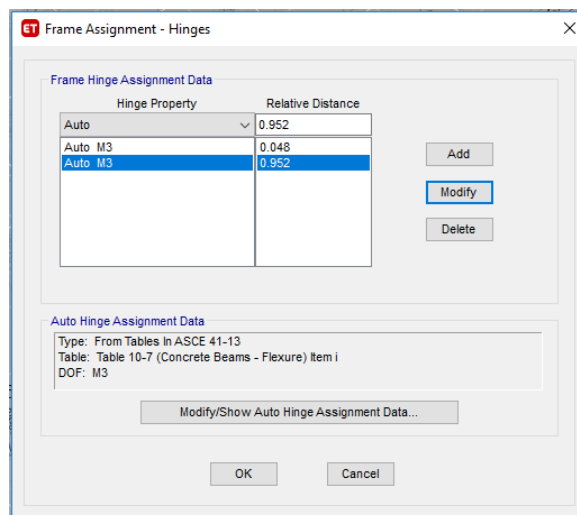 ET Frame Assignment - Hinges
Frame Hinge Assignment Data
Hinge Property Relative Distance
Auto 0.952
Auto M3 0.048
Auto M3 0.952
Add
Modify
Delete
Auto Hinge Assignment Data
Type: From Tables In ASCE 41-13
Table: Table 10-7 (Concrete Beams - Flexure) Item i
DOF: M3
Modify/Show Auto Hinge Assignment Data...
OK Cancel